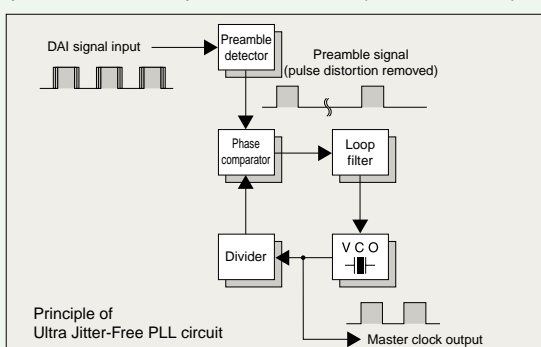 DAI signal input
Preamble
detector
Preamble signal
(pulse distortion removed)
Phase
comparator
Loop
filter
Divider
V C O
Principle of
Ultra Jitter-Free PLL circuit
Master clock output